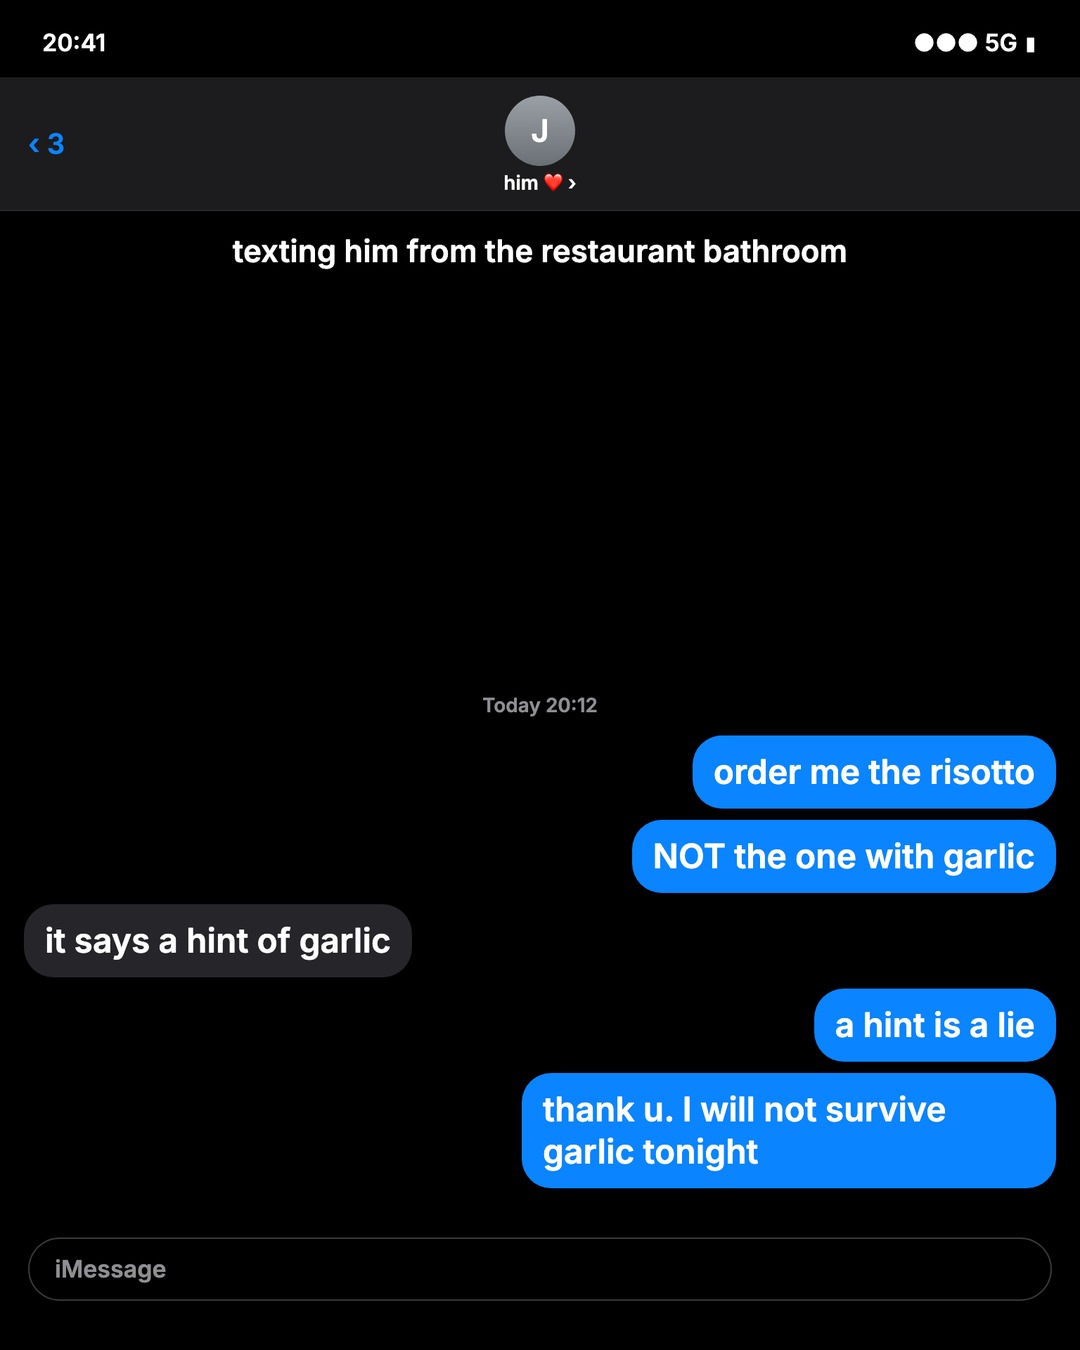 20:41
5G
‹ 3
J
him ❤️ ›
texting him from the restaurant bathroom
Today 20:12
order me the risotto
NOT the one with garlic
it says a hint of garlic
a hint is a lie
thank u. I will not survive
garlic tonight
iMessage